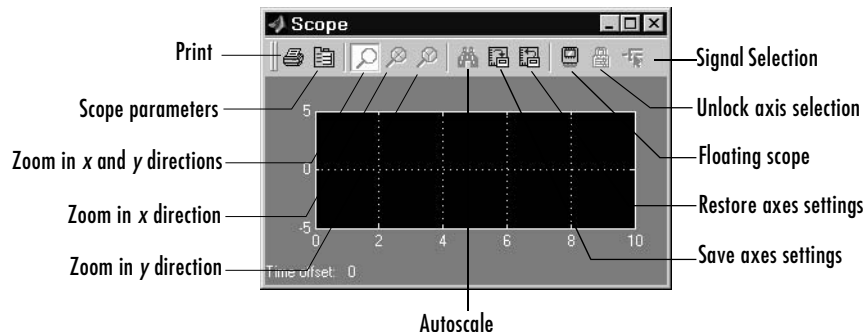 Scope
Print
Signal Selection
Scope parameters
Unlock axis selection
5
Zoom in x and y directions
Floating scope
0
Zoom in x direction
Restore axes settings
-5
0 2 4 6 8 10
Zoom in y direction
Save axes settings
Time offset: 0
Autoscale